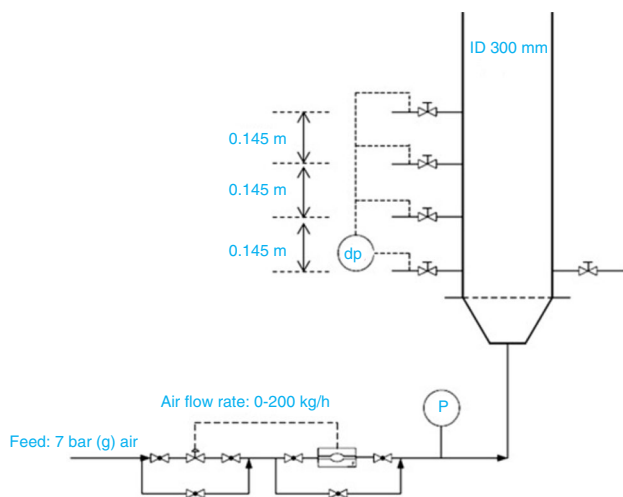 ID 300 mm
0.145 m
0.145 m
0.145 m
dp
Air flow rate: 0-200 kg/h
P
Feed: 7 bar (g) air